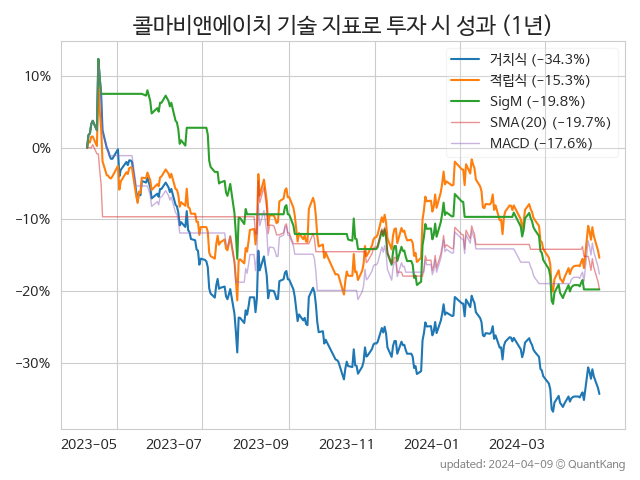 콜마비앤에이치 기술 지표로 투자 시 성과 (1년)
거치식 (−34.3%)
적립식 (−15.3%)
SigM (−19.8%)
SMA(20) (−19.7%)
MACD (−17.6%)
10%
0%
−10%
−20%
−30%
2023-05 2023-07 2023-09 2023-11 2024-01 2024-03
updated: 2024-04-09 © QuantKang